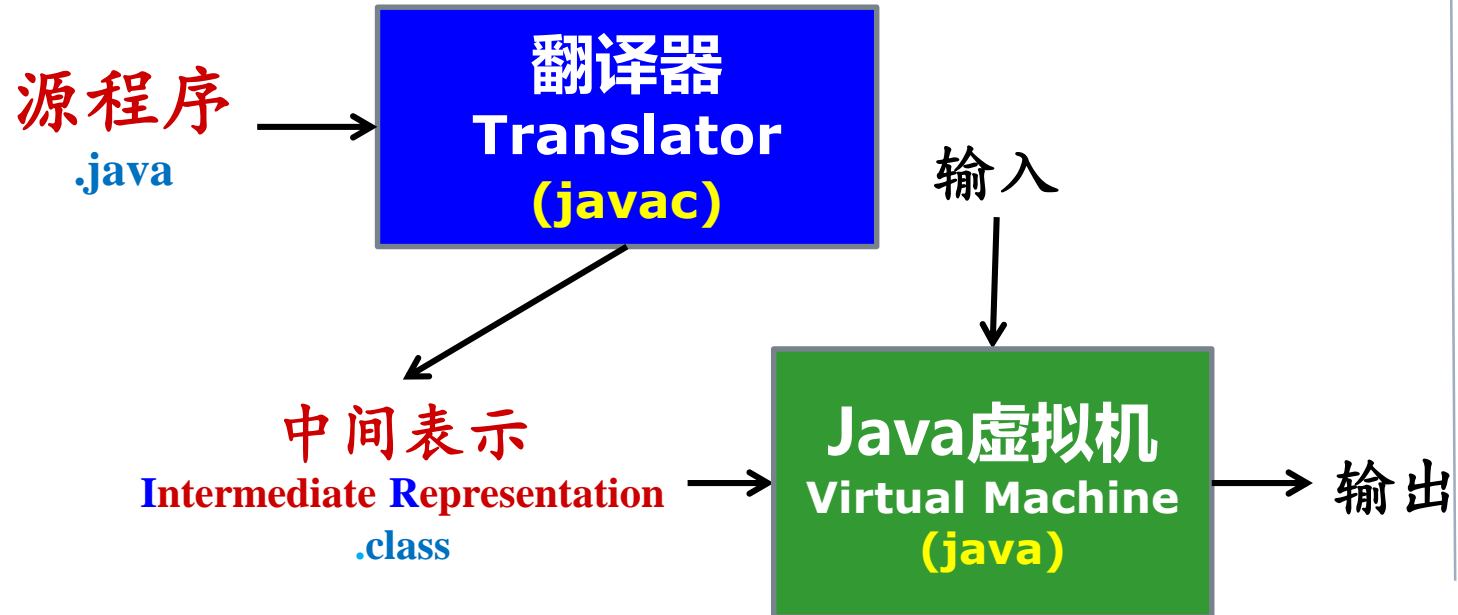 源程序
.java
翻译器
Translator
(javac)
输入
中间表示
Intermediate Representation
.class
Java虚拟机
Virtual Machine
(java)
输出